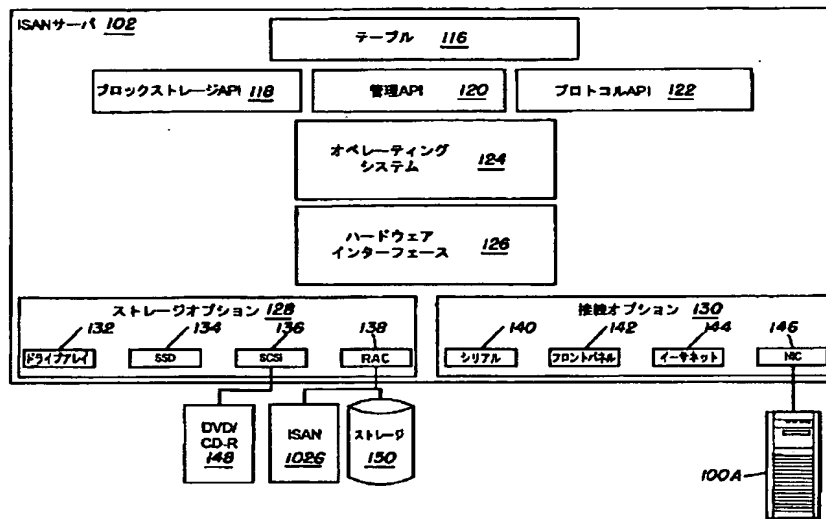 ISANサーバ 102
テーブル 116
ブロックストレージAPI 118
管理API 120
プロトコルAPI 122
オペレーティング
システム 124
ハードウェア
インターフェース 126
ストレージオプション 128
132
134
136
138
ドライブアレイ
SSD
SCSI
RAC
接続オプション 130
140
142
144
146
シリアル
フロントパネル
イーサネット
NIC
DVD/
CD-R
148
ISAN
102G
ストレージ
150
100A